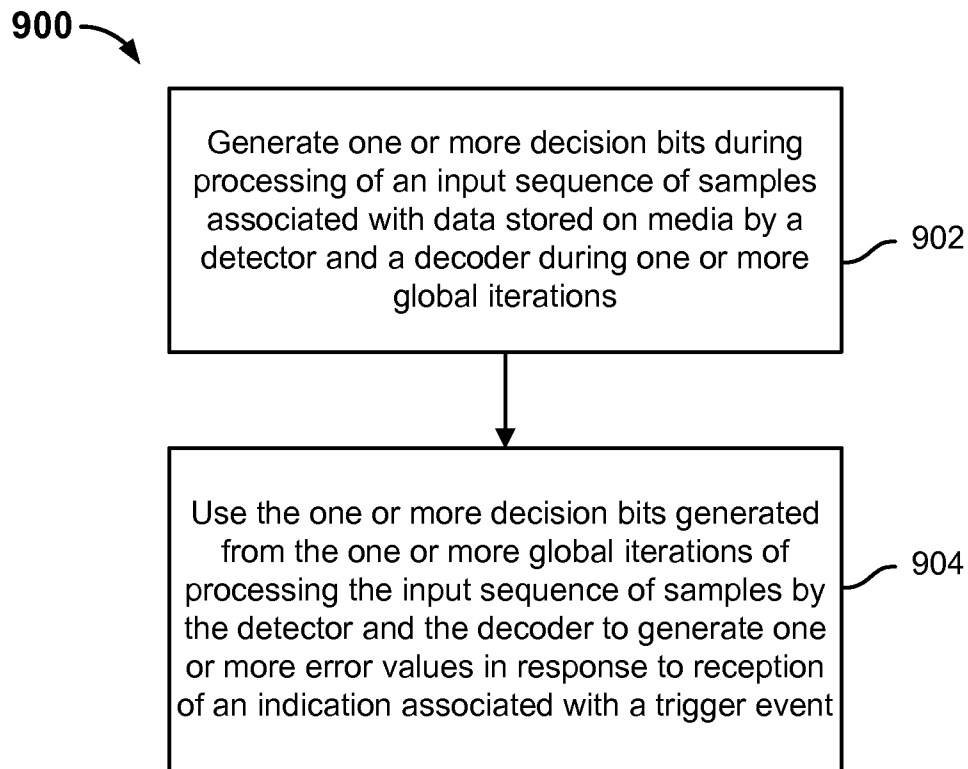 900
Generate one or more decision bits during
processing of an input sequence of samples
associated with data stored on media by a
detector and a decoder during one or more
global iterations
902
Use the one or more decision bits generated
from the one or more global iterations of
processing the input sequence of samples by
the detector and the decoder to generate one
or more error values in response to reception
of an indication associated with a trigger event
904